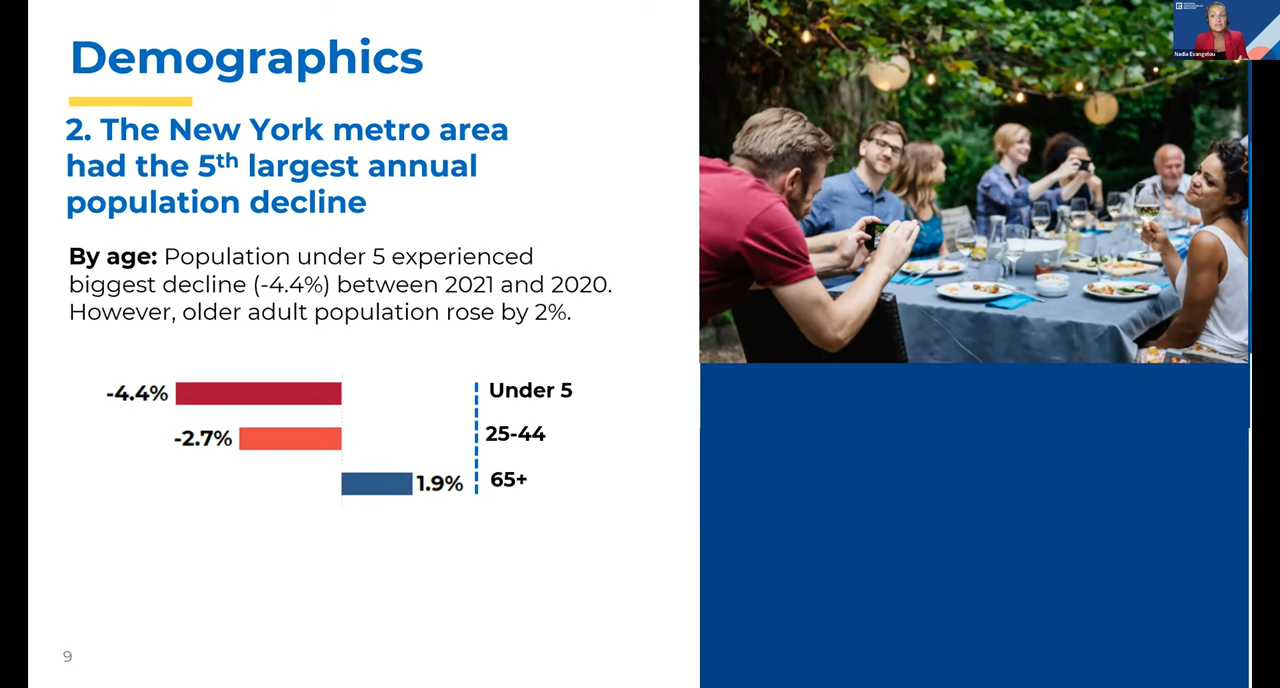 Demographics
2. The New York metro area
had the 5th largest annual
population decline
By age: Population under 5 experienced
biggest decline (-4.4%) between 2021 and 2020.
However, older adult population rose by 2%.
-4.4% Under 5
-2.7% 25-44
1.9% 65+
9
Nadia Evangelou